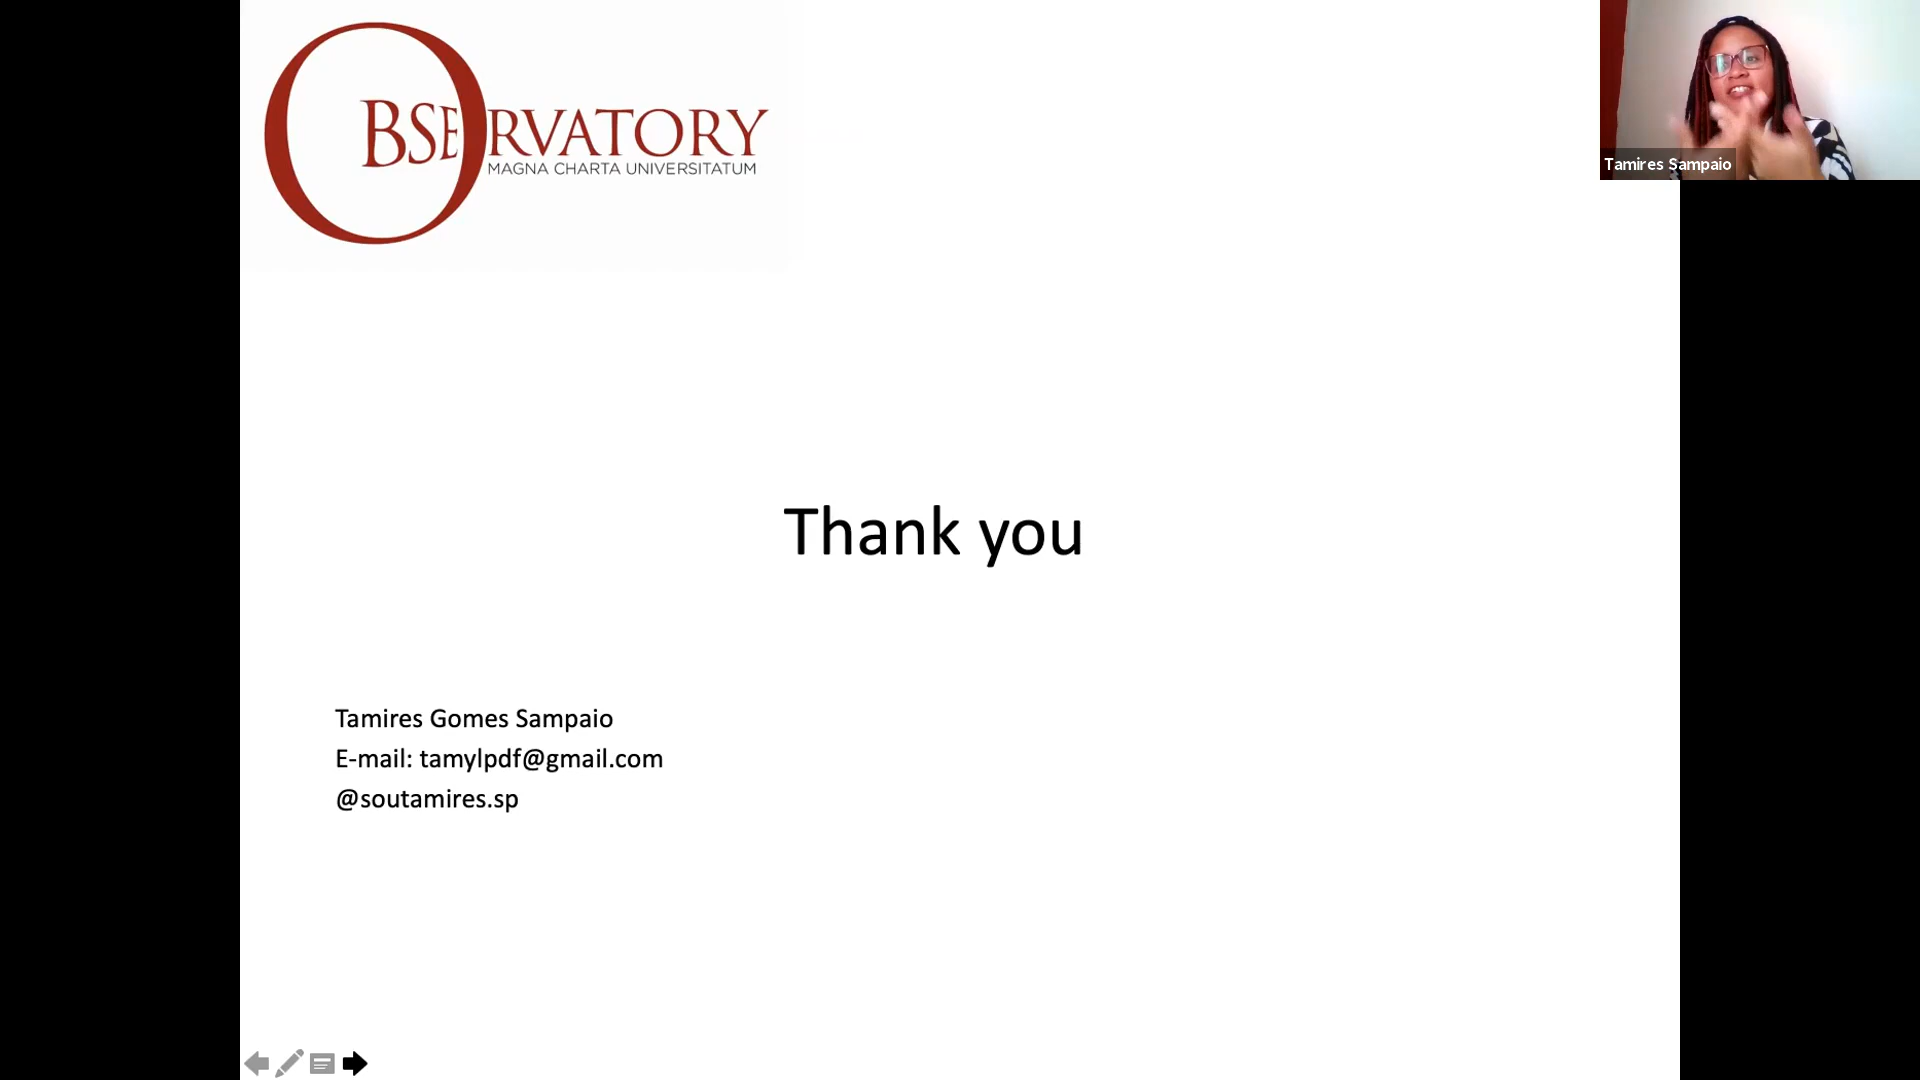 OBSERVATORY
MAGNA CHARTA UNIVERSITATUM
Tamires Sampaio
Thank you
Tamires Gomes Sampaio
E-mail: tamylpdf@gmail.com
@soutamires.sp